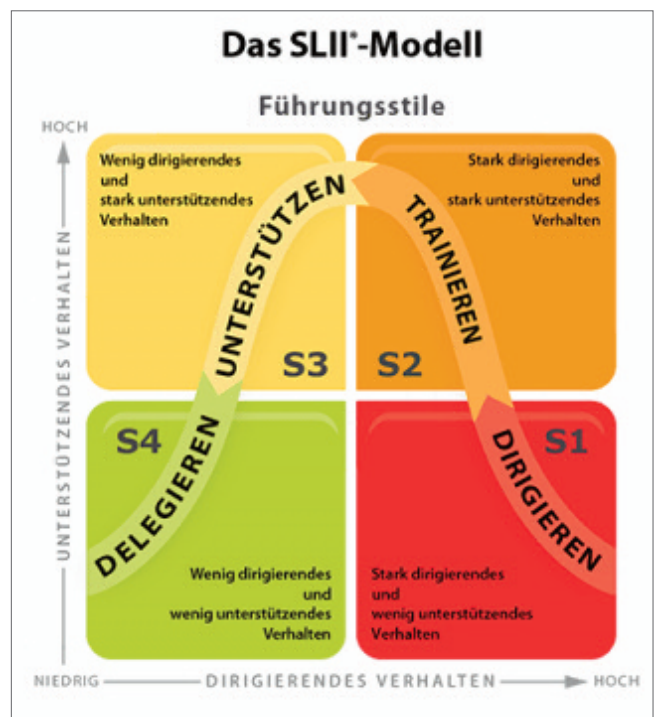 Das SLII®-Modell
Führungsstile
HOCH
UNTERSTÜTZENDES VERHALTEN
Wenig dirigierendes
und
stark unterstützendes
Verhalten
UNTERSTÜTZEN
S3
Stark dirigierendes
und
stark unterstützendes
Verhalten
TRAINIEREN
S2
S4
DELEGIEREN
Wenig dirigierendes
und
wenig unterstützendes
Verhalten
S1
DIRIGIEREN
Stark dirigierendes
und
wenig unterstützendes
Verhalten
NIEDRIG
DIRIGIERENDES VERHALTEN
HOCH